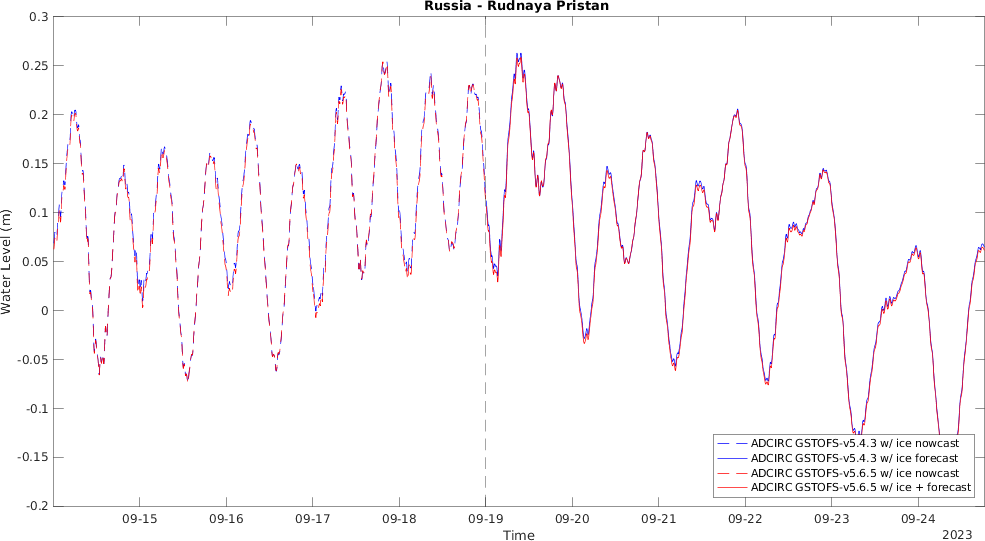 Russia - Rudnaya Pristan
0.3
0.25
0.2
0.15
0.1
0.05
0
-0.05
-0.1
-0.15
-0.2
Water Level (m)
ADCIRC GSTOFS-v5.4.3 w/ ice nowcast
ADCIRC GSTOFS-v5.4.3 w/ ice forecast
ADCIRC GSTOFS-v5.6.5 w/ ice nowcast
ADCIRC GSTOFS-v5.6.5 w/ ice + forecast
09-15 09-16 09-17 09-18 09-19 09-20 09-21 09-22 09-23 09-24
Time
2023